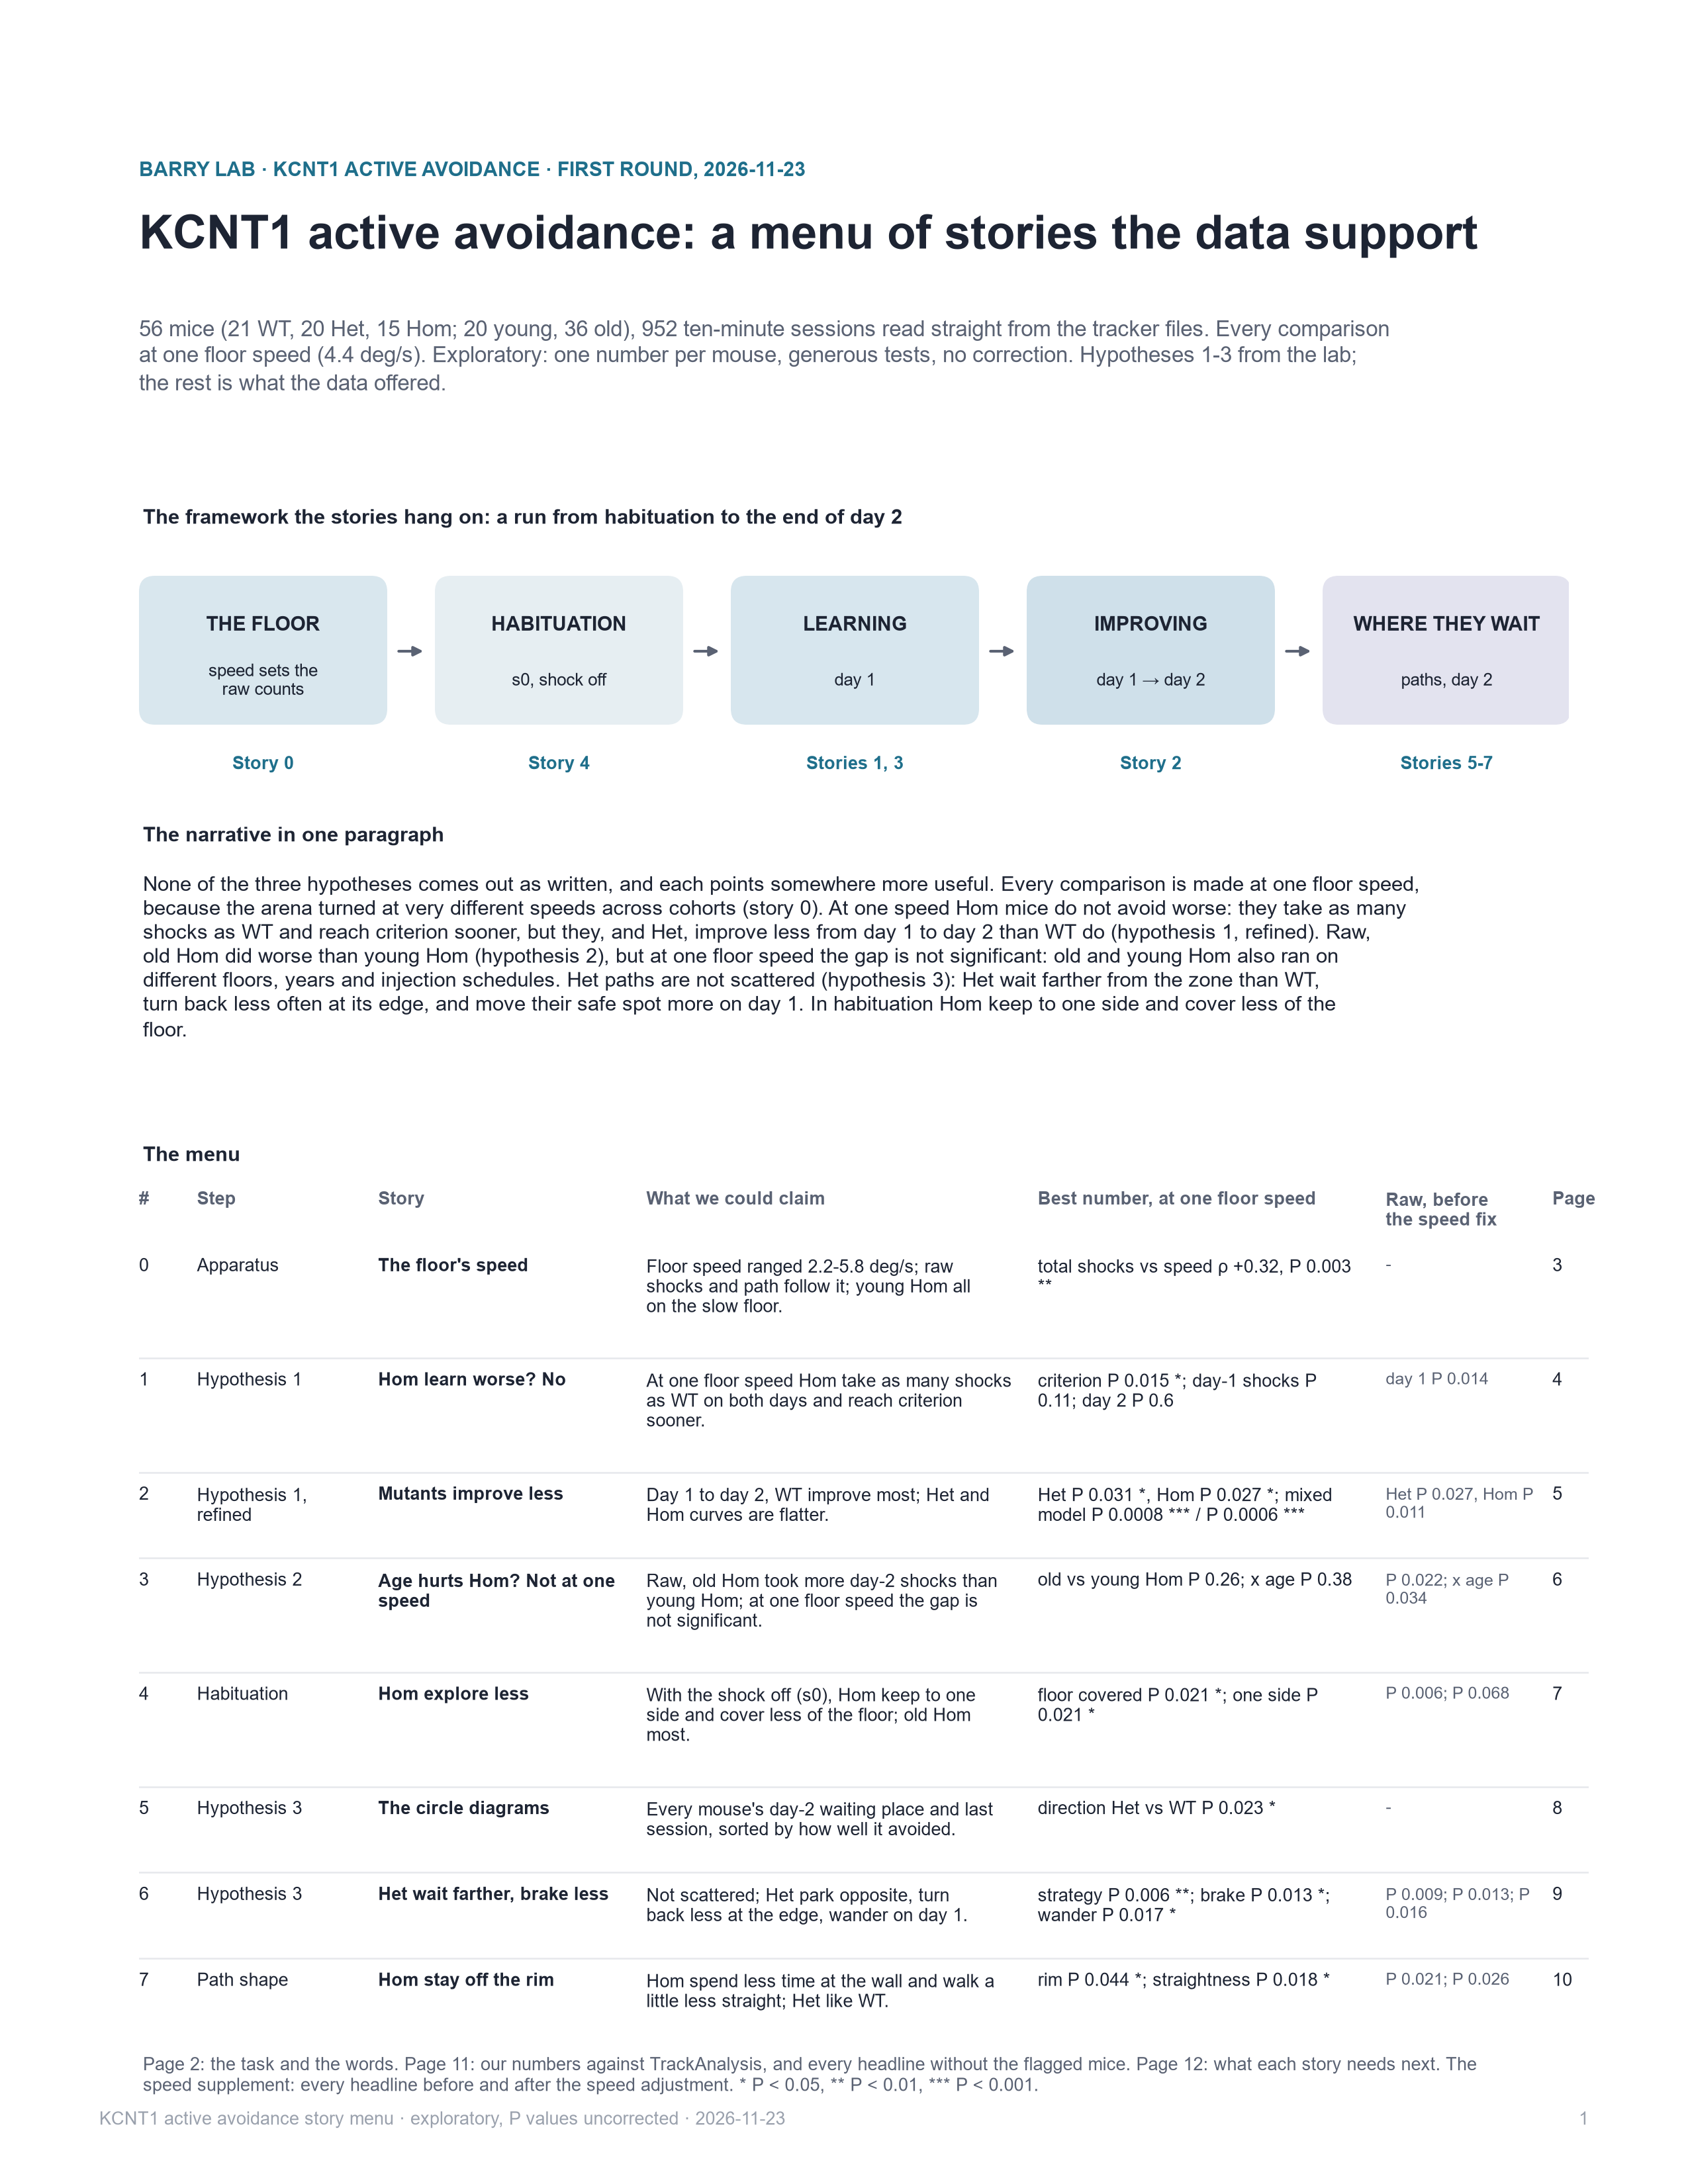 BARRY LAB · KCNT1 ACTIVE AVOIDANCE · FIRST ROUND, 2026-11-23
KCNT1 active avoidance: a menu of stories the data support
56 mice (21 WT, 20 Het, 15 Hom; 20 young, 36 old), 952 ten-minute sessions read straight from the tracker files. Every comparison
at one floor speed (4.4 deg/s). Exploratory: one number per mouse, generous tests, no correction. Hypotheses 1-3 from the lab;
the rest is what the data offered.
The framework the stories hang on: a run from habituation to the end of day 2
THE FLOOR
speed sets the
raw counts
Story 0
→
HABITUATION
s0, shock off
Story 4
→
LEARNING
day 1
Stories 1, 3
→
IMPROVING
day 1 → day 2
Story 2
→
WHERE THEY WAIT
paths, day 2
Stories 5-7
The narrative in one paragraph
None of the three hypotheses comes out as written, and each points somewhere more useful. Every comparison is made at one floor speed,
because the arena turned at very different speeds across cohorts (story 0). At one speed Hom mice do not avoid worse: they take as many
shocks as WT and reach criterion sooner, but they, and Het, improve less from day 1 to day 2 than WT do (hypothesis 1, refined). Raw,
old Hom did worse than young Hom (hypothesis 2), but at one floor speed the gap is not significant: old and young Hom also ran on
different floors, years and injection schedules. Het paths are not scattered (hypothesis 3): Het wait farther from the zone than WT,
turn back less often at its edge, and move their safe spot more on day 1. In habituation Hom keep to one side and cover less of the
floor.
The menu
# Step Story What we could claim Best number, at one floor speed Raw, before
the speed fix Page
0 Apparatus The floor's speed
Floor speed ranged 2.2-5.8 deg/s; raw
shocks and path follow it; young Hom all
on the slow floor.
total shocks vs speed ρ +0.32, P 0.003
**
- 3
1 Hypothesis 1 Hom learn worse? No
At one floor speed Hom take as many shocks
as WT on both days and reach criterion
sooner.
criterion P 0.015 *; day-1 shocks P
0.11; day 2 P 0.6
day 1 P 0.014 4
2 Hypothesis 1,
refined
Mutants improve less
Day 1 to day 2, WT improve most; Het and
Hom curves are flatter.
Het P 0.031 *, Hom P 0.027 *; mixed
model P 0.0008 *** / P 0.0006 ***
Het P 0.027, Hom P
0.011
5
3 Hypothesis 2
Age hurts Hom? Not at one
speed
Raw, old Hom took more day-2 shocks than
young Hom; at one floor speed the gap is
not significant.
old vs young Hom P 0.26; x age P 0.38
P 0.022; x age P
0.034
6
4 Habituation Hom explore less
With the shock off (s0), Hom keep to one
side and cover less of the floor; old Hom
most.
floor covered P 0.021 *; one side P
0.021 *
P 0.006; P 0.068 7
5 Hypothesis 3 The circle diagrams
Every mouse's day-2 waiting place and last
session, sorted by how well it avoided.
direction Het vs WT P 0.023 *
- 8
6 Hypothesis 3 Het wait farther, brake less
Not scattered; Het park opposite, turn
back less at the edge, wander on day 1.
strategy P 0.006 **; brake P 0.013 *;
wander P 0.017 *
P 0.009; P 0.013; P
0.016
9
7 Path shape Hom stay off the rim
Hom spend less time at the wall and walk a
little less straight; Het like WT.
rim P 0.044 *; straightness P 0.018 *
P 0.021; P 0.026 10
Page 2: the task and the words. Page 11: our numbers against TrackAnalysis, and every headline without the flagged mice. Page 12: what each story needs next. The
speed supplement: every headline before and after the speed adjustment. * P < 0.05, ** P < 0.01, *** P < 0.001.
KCNT1 active avoidance story menu · exploratory, P values uncorrected · 2026-11-23 1